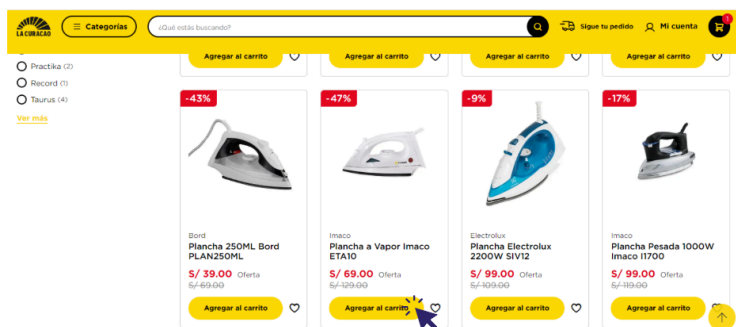 LA CURACAO
Categorías
¿Qué estás buscando?
Sigue tu pedido
Mi cuenta
Practika (2)
Record (1)
Taurus (4)
Ver más
Agregar al carrito
Agregar al carrito
Agregar al carrito
Agregar al carrito
-43%
-47%
-9%
-17%
Bord
Plancha 250ML Bord
PLAN250ML
S/ 39.00 Oferta
S/ 69.00
Agregar al carrito
Imaco
Plancha a Vapor Imaco
ETA10
S/ 69.00 Oferta
S/ 129.00
Agregar al carrito
Electrolux
Plancha Electrolux
2200W SIV12
S/ 99.00 Oferta
S/ 109.00
Agregar al carrito
Imaco
Plancha Pesada 1000W
Imaco I1700
S/ 99.00 Oferta
S/ 119.00
Agregar al carrito